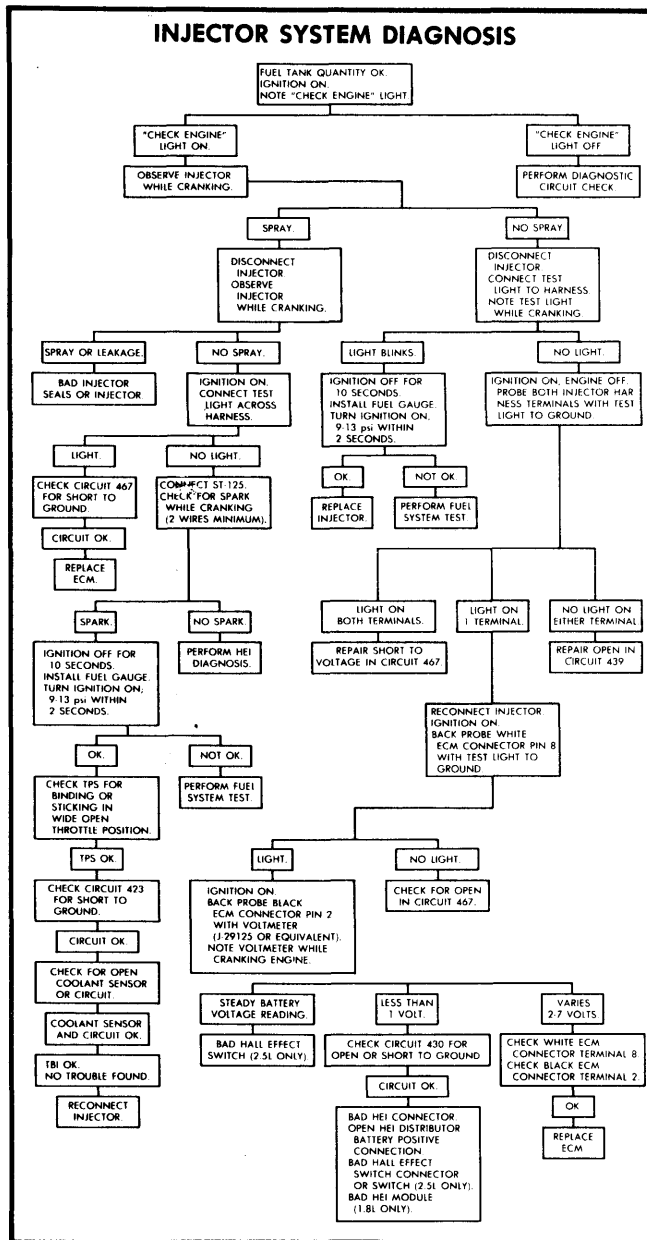 INJECTOR SYSTEM DIAGNOSIS
FUEL TANK QUANTITY OK.
IGNITION ON.
NOTE "CHECK ENGINE" LIGHT.
"CHECK ENGINE"
LIGHT ON.
"CHECK ENGINE"
LIGHT OFF
OBSERVE INJECTOR
WHILE CRANKING.
PERFORM DIAGNOSTIC
CIRCUIT CHECK.
SPRAY.
NO SPRAY
DISCONNECT
INJECTOR
OBSERVE
INJECTOR
WHILE CRANKING.
DISCONNECT
INJECTOR.
CONNECT TEST
LIGHT TO HARNESS.
NOTE TEST LIGHT
WHILE CRANKING.
SPRAY OR LEAKAGE.
NO SPRAY.
LIGHT BLINKS.
NO LIGHT.
BAD INJECTOR
SEALS OR INJECTOR.
IGNITION ON.
CONNECT TEST
LIGHT ACROSS
HARNESS.
IGNITION OFF FOR
10 SECONDS.
INSTALL FUEL GAUGE.
TURN IGNITION ON,
9-13 psi WITHIN
2 SECONDS.
IGNITION ON, ENGINE OFF.
PROBE BOTH INJECTOR HAR
NESS TERMINALS WITH TEST
LIGHT TO GROUND.
LIGHT.
NO LIGHT.
CHECK CIRCUIT 467
FOR SHORT TO
GROUND.
CONNECT ST-125.
CHECK FOR SPARK
WHILE CRANKING
(2 WIRES MINIMUM).
OK.
NOT OK.
REPLACE
INJECTOR.
PERFORM FUEL
SYSTEM TEST.
CIRCUIT OK.
REPLACE
ECM.
SPARK.
NO SPARK.
LIGHT ON
BOTH TERMINALS.
LIGHT ON
1 TERMINAL.
NO LIGHT ON
EITHER TERMINAL
IGNITION OFF FOR
10 SECONDS.
INSTALL FUEL GAUGE.
TURN IGNITION ON;
9-13 psi WITHIN
2 SECONDS.
PERFORM HEI
DIAGNOSIS.
REPAIR SHORT TO
VOLTAGE IN CIRCUIT 467.
REPAIR OPEN IN
CIRCUIT 439
RECONNECT INJECTOR.
IGNITION ON.
BACK PROBE WHITE
ECM CONNECTOR PIN 8
WITH TEST LIGHT TO
GROUND.
OK.
NOT OK.
CHECK TPS FOR
BINDING OR
STICKING IN
WIDE OPEN
THROTTLE POSITION.
PERFORM FUEL
SYSTEM TEST.
TPS OK.
LIGHT.
NO LIGHT.
CHECK CIRCUIT 423
FOR SHORT TO
GROUND.
IGNITION ON.
BACK PROBE BLACK
ECM CONNECTOR PIN 2
WITH VOLTMETER
(J-29125 OR EQUIVALENT).
NOTE VOLTMETER WHILE
CRANKING ENGINE.
CHECK FOR OPEN
IN CIRCUIT 467.
CIRCUIT OK.
CHECK FOR OPEN
COOLANT SENSOR
OR CIRCUIT.
STEADY BATTERY
VOLTAGE READING.
LESS THAN
1 VOLT.
VARIES
2-7 VOLTS
COOLANT SENSOR
AND CIRCUIT OK.
BAD HALL EFFECT
SWITCH (2.5L ONLY).
CHECK CIRCUIT 430 FOR
OPEN OR SHORT TO GROUND
CHECK WHITE ECM
CONNECTOR TERMINAL 8.
CHECK BLACK ECM
CONNECTOR TERMINAL 2.
TBI OK.
NO TROUBLE FOUND.
CIRCUIT OK.
OK
RECONNECT
INJECTOR.
BAD HEI CONNECTOR.
OPEN HEI DISTRIBUTOR
BATTERY POSITIVE
CONNECTION.
BAD HALL EFFECT
SWITCH CONNECTOR
OR SWITCH (2.5L ONLY).
BAD HEI MODULE
(1.8L ONLY).
REPLACE
ECM